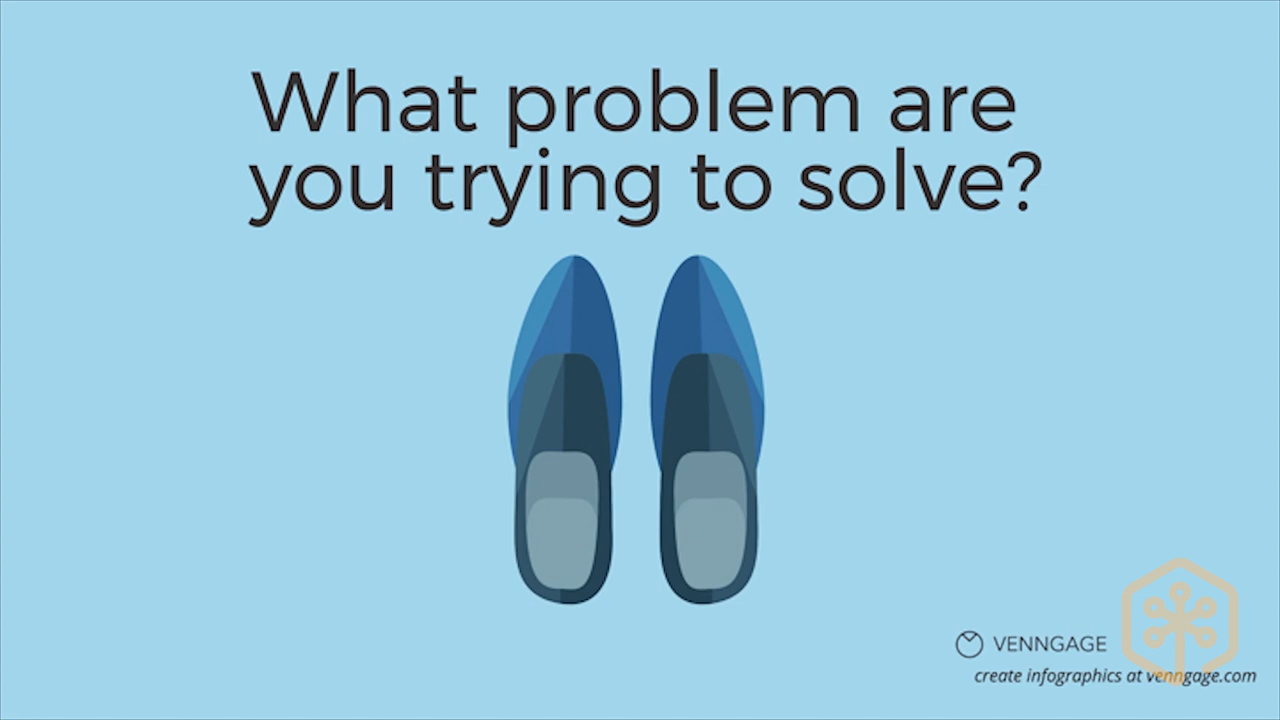 What problem are
you trying to solve?
VENNGAGE
create infographics at venngage.com